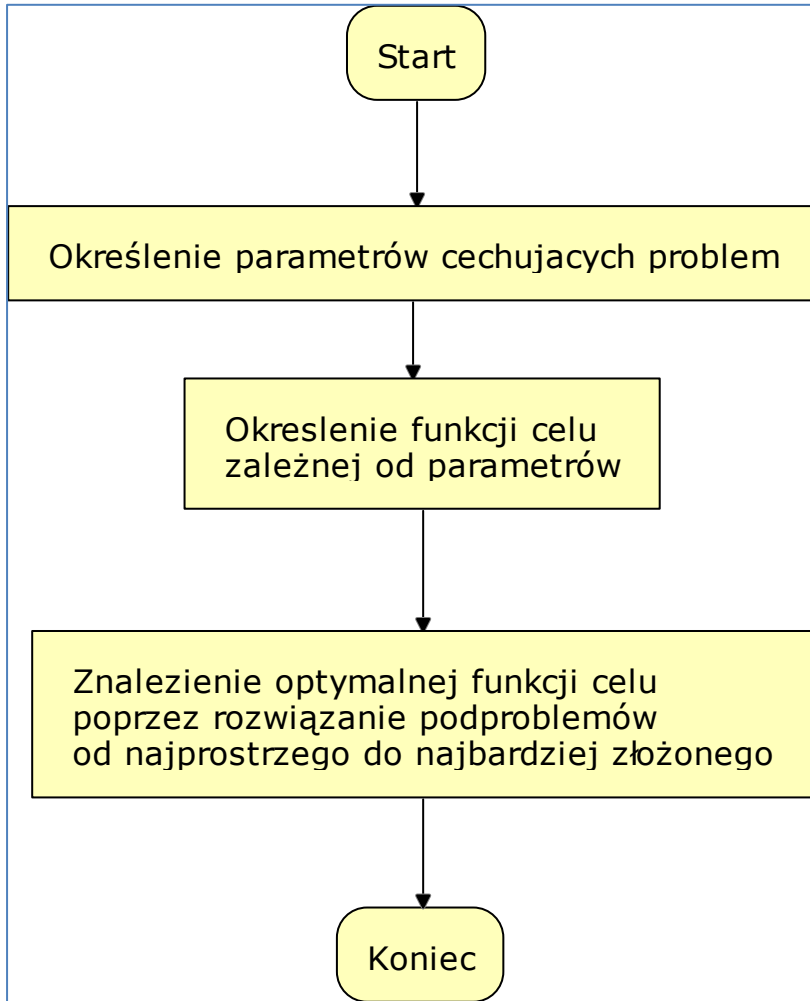 Start
Określenie parametrów cechujacych problem
Okreslenie funkcji celu
zależnej od parametrów
Znalezienie optymalnej funkcji celu
poprzez rozwiązanie podproblemów
od najprostrzego do najbardziej złożonego
Koniec